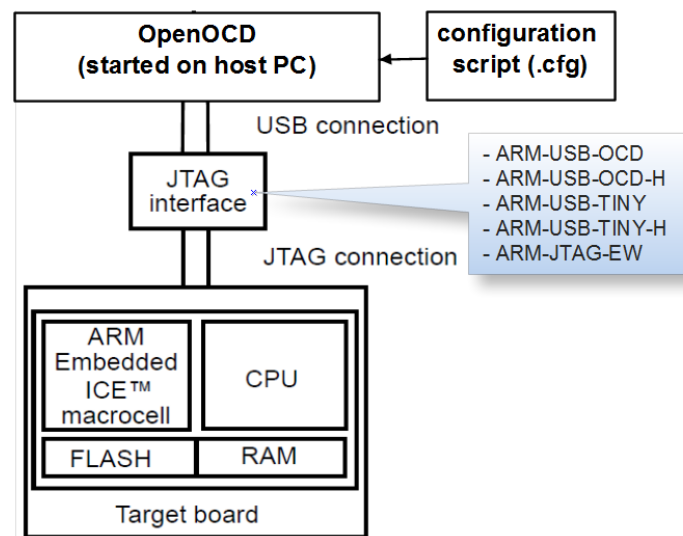 OpenOCD
(started on host PC)
configuration
script (.cfg)
USB connection
JTAG
interface
- ARM-USB-OCD
- ARM-USB-OCD-H
- ARM-USB-TINY
- ARM-USB-TINY-H
- ARM-JTAG-EW
JTAG connection
ARM
Embedded
ICE™
macrocell
CPU
FLASH
RAM
Target board